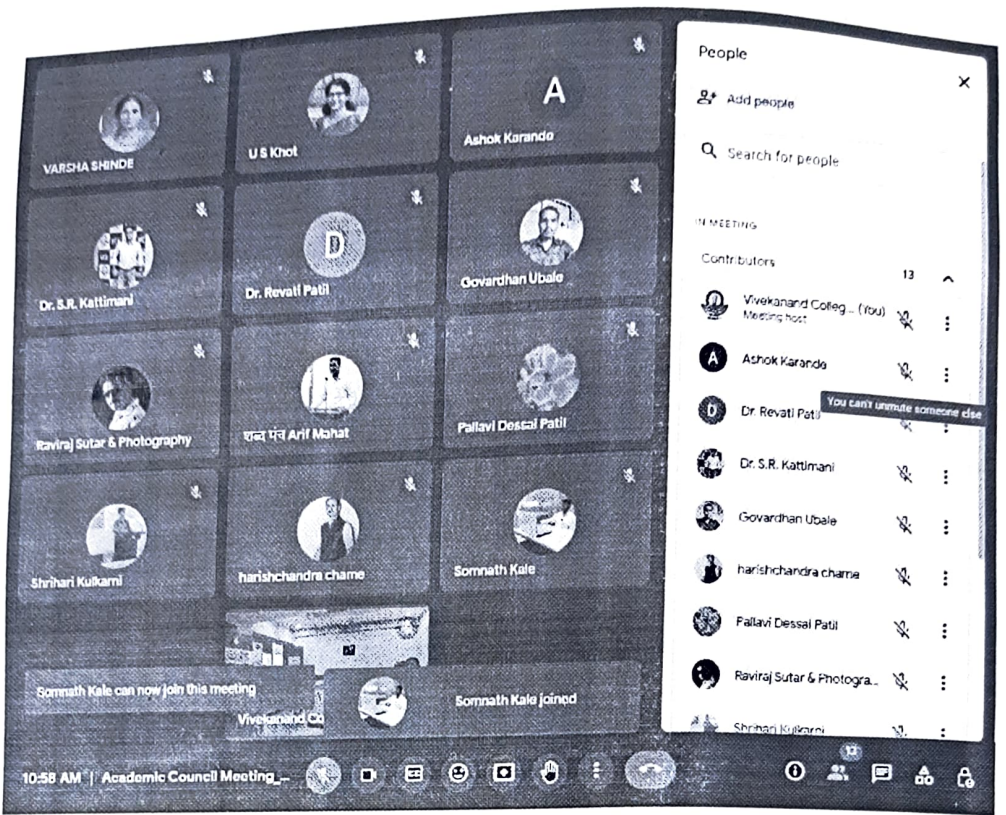 VARSHA SHINDE
U S Khot
A
Ashok Karande
Dr. S.R. Kattimani
D
Dr. Revati Patil
Govardhan Ubale
Raviraj Sutar & Photography
शब्द मंच Arif Mahat
Pallavi Dessai Patil
Shrihari Kulkarni
harishchandra chame
Somnath Kale
Somnath Kale can now join this meeting
Vivekanand Co
Somnath Kale joined
10:58 AM | Academic Council Meeting_...
People
Add people
Search for people
IN MEETING
Contributors
13
Vivekanand Colleg... (You)
Meeting host
A
Ashok Karande
You can't unmute someone else
D
Dr. Revati Patil
Dr. S.R. Kattimani
Govardhan Ubale
harishchandra chame
Pallavi Dessai Patil
Raviraj Sutar & Photogra...
Shrihari Kulkarni
13